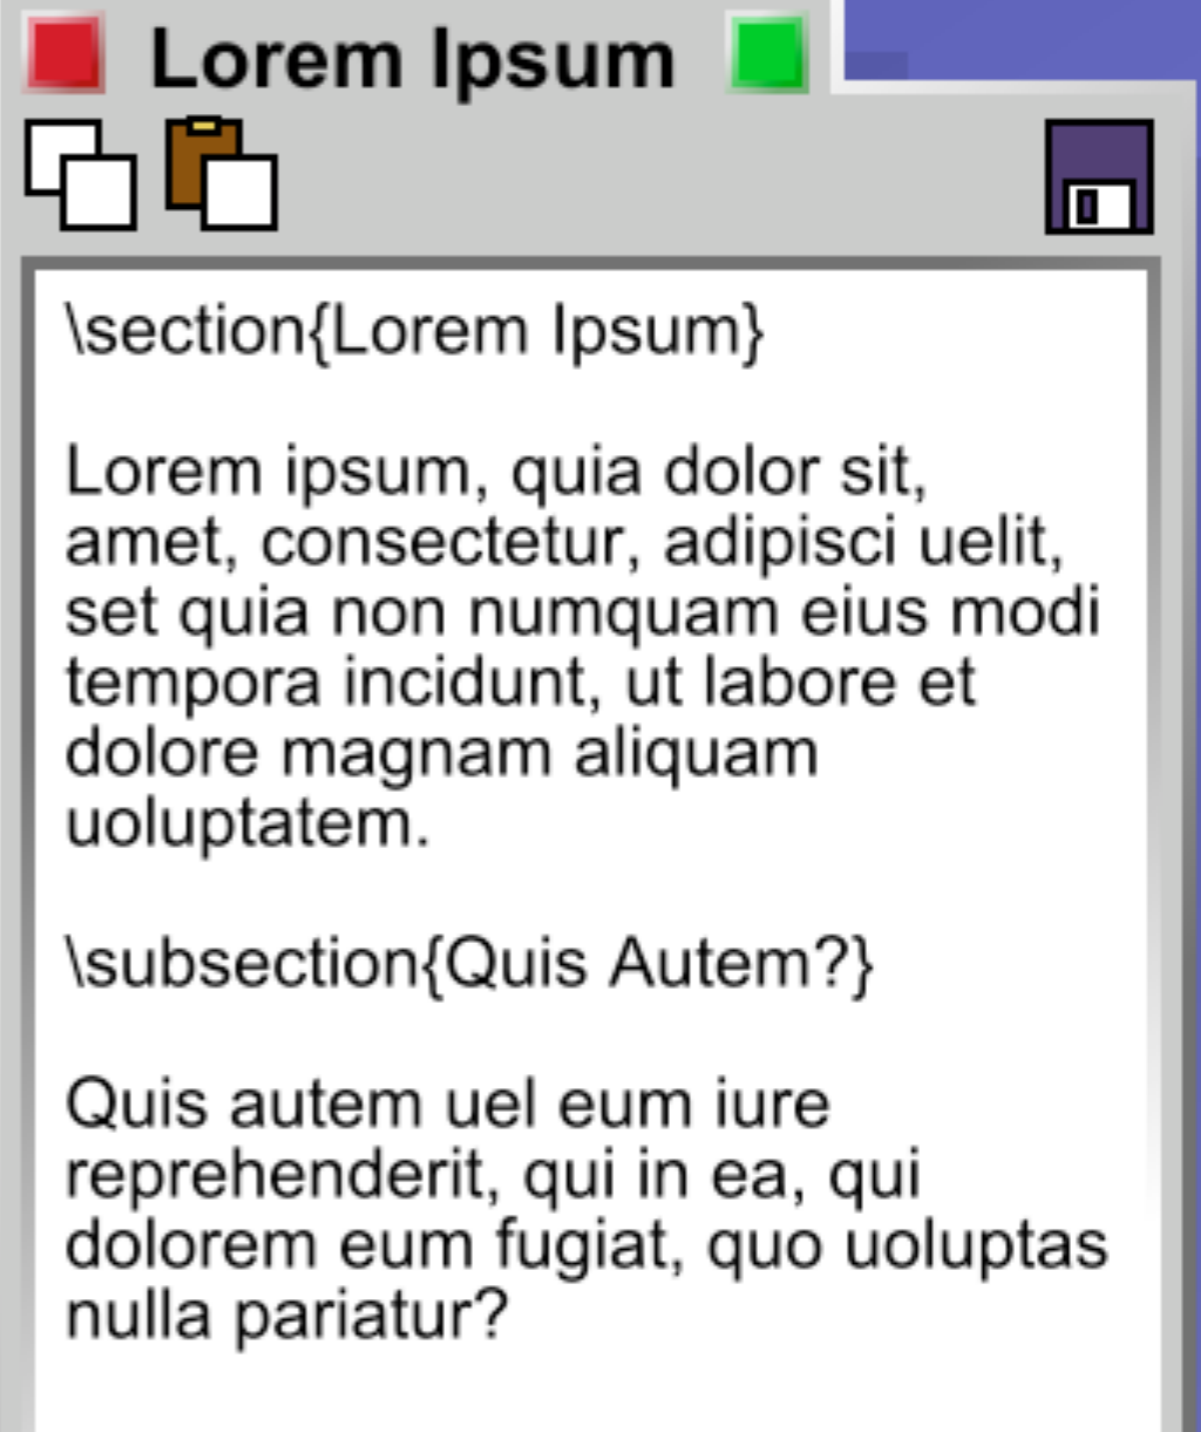 Lorem Ipsum
\section{Lorem Ipsum}
Lorem ipsum, quia dolor sit,
amet, consectetur, adipisci uelit,
set quia non numquam eius modi
tempora incidunt, ut labore et
dolore magnam aliquam
uoluptatem.
\subsection{Quis Autem?}
Quis autem uel eum iure
reprehenderit, qui in ea, qui
dolorem eum fugiat, quo uoluptas
nulla pariatur?